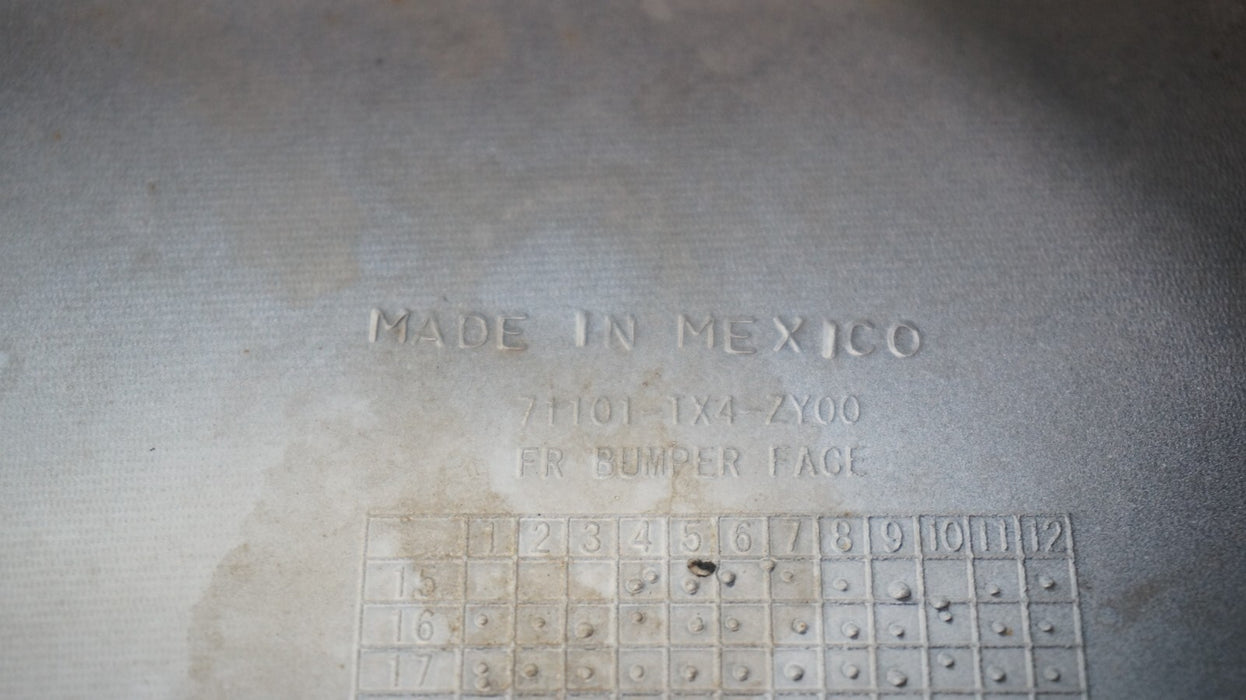 MADE IN MEXICO
71101-TX4-ZY00
FR BUMPER FACE
1 2 3 4 5 6 7 8 9 10 11 12
15
16
17